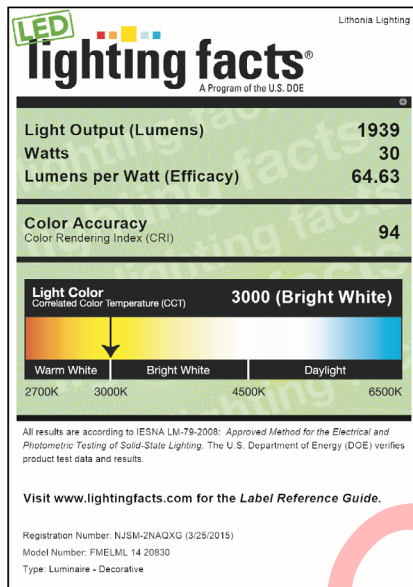 LED
Lithonia Lighting
lighting facts®
A Program of the U.S. DOE
Light Output (Lumens) 1939
Watts 30
Lumens per Watt (Efficacy) 64.63
Color Accuracy 94
Color Rendering Index (CRI)
Light Color 3000 (Bright White)
Correlated Color Temperature (CCT)
Warm White Bright White Daylight
2700K 3000K 4500K 6500K
All results are according to IESNA LM-79-2008: Approved Method for the Electrical and
Photometric Testing of Solid-State Lighting. The U.S. Department of Energy (DOE) verifies
product test data and results.
Visit www.lightingfacts.com for the Label Reference Guide.
Registration Number: NJSM-2NAQXG (3/25/2015)
Model Number: FMELML 14 20830
Type: Luminaire - Decorative